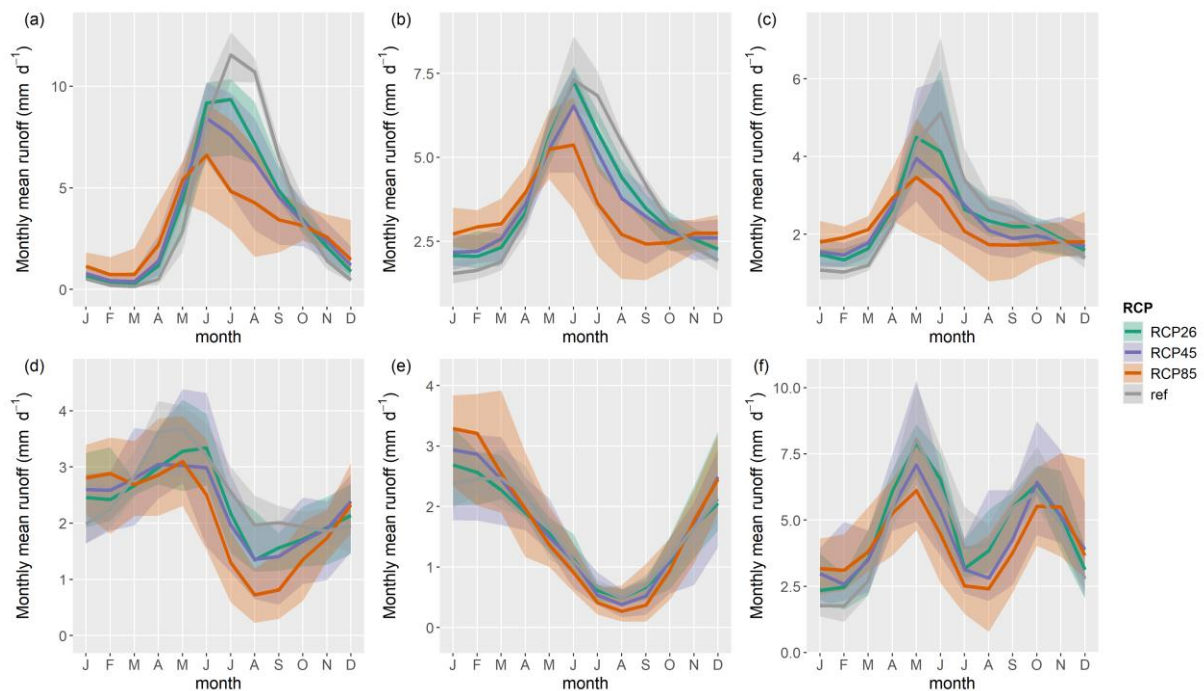 (a)
(b)
(c)
Monthly mean runoff (mm d⁻¹)
10
5
0
J F M A M J J A S O N D
month
Monthly mean runoff (mm d⁻¹)
7.5
5.0
2.5
J F M A M J J A S O N D
month
Monthly mean runoff (mm d⁻¹)
6
4
2
J F M A M J J A S O N D
month
RCP
RCP26
RCP45
RCP85
ref
(d)
(e)
(f)
Monthly mean runoff (mm d⁻¹)
4
3
2
1
0
J F M A M J J A S O N D
month
Monthly mean runoff (mm d⁻¹)
4
3
2
1
0
J F M A M J J A S O N D
month
Monthly mean runoff (mm d⁻¹)
10.0
7.5
5.0
2.5
0.0
J F M A M J J A S O N D
month